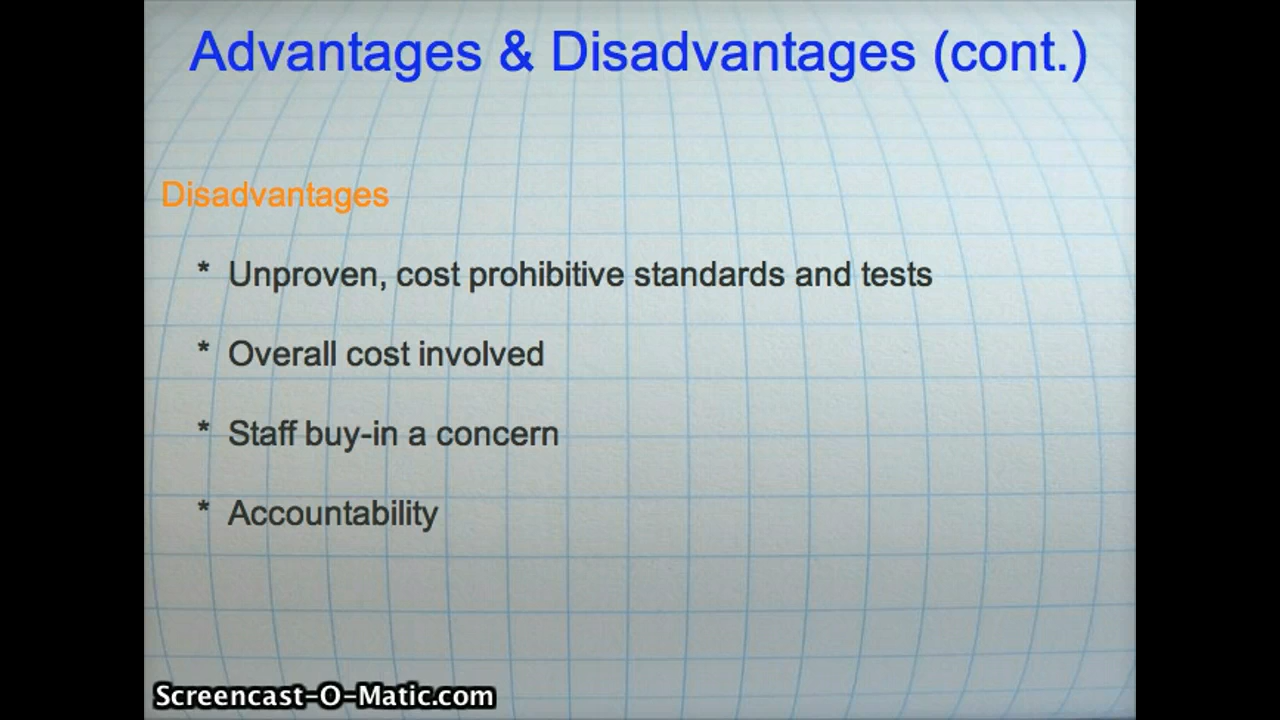 Advantages & Disadvantages (cont.)
Disadvantages
* Unproven, cost prohibitive standards and tests
* Overall cost involved
* Staff buy-in a concern
* Accountability
Screencast-O-Matic.com